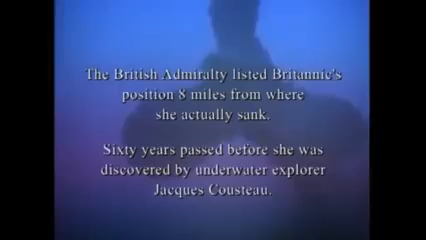 The British Admiralty listed Britannic's
position 8 miles from where
she actually sank.
Sixty years passed before she was
discovered by underwater explorer
Jacques Cousteau.